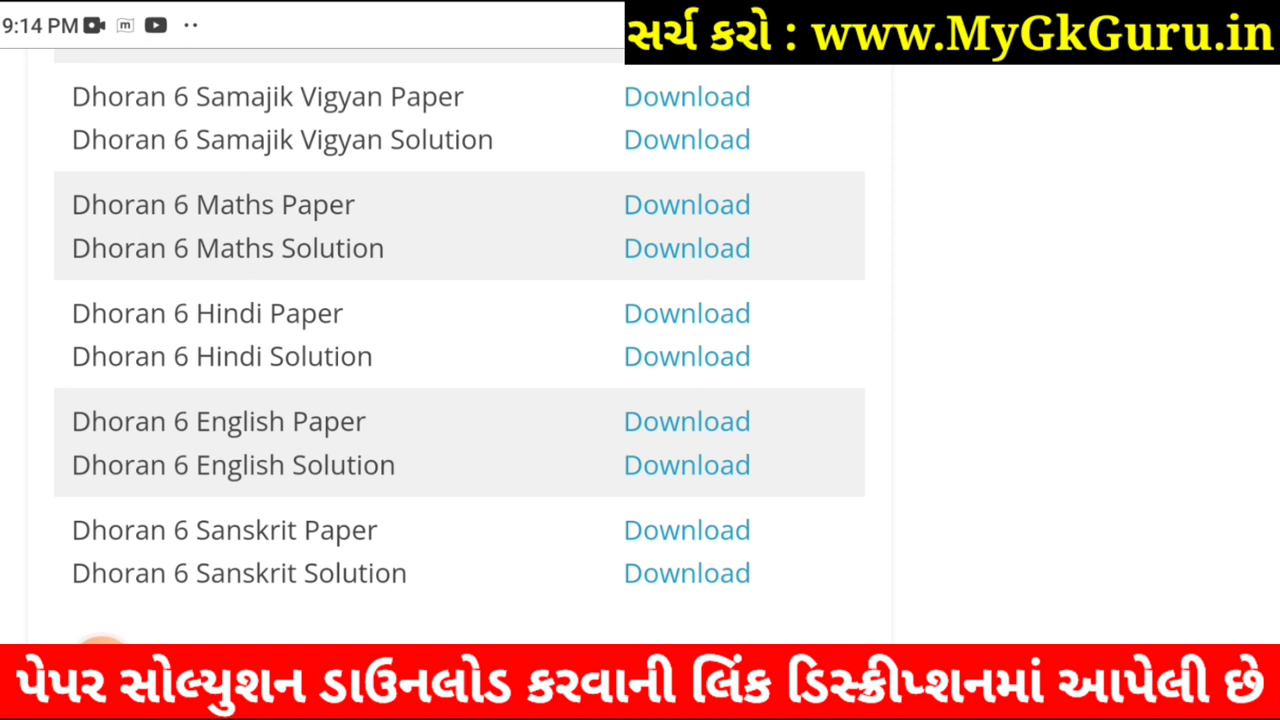 9:14 PM
સર્ચ કરો : www.MyGkGuru.in
Dhoran 6 Samajik Vigyan Paper Download
Dhoran 6 Samajik Vigyan Solution Download
Dhoran 6 Maths Paper Download
Dhoran 6 Maths Solution Download
Dhoran 6 Hindi Paper Download
Dhoran 6 Hindi Solution Download
Dhoran 6 English Paper Download
Dhoran 6 English Solution Download
Dhoran 6 Sanskrit Paper Download
Dhoran 6 Sanskrit Solution Download
પેપર સોલ્યુશન ડાઉનલોડ કરવાની લિંક ડિસ્ક્રીપ્શનમાં આપેલી છે